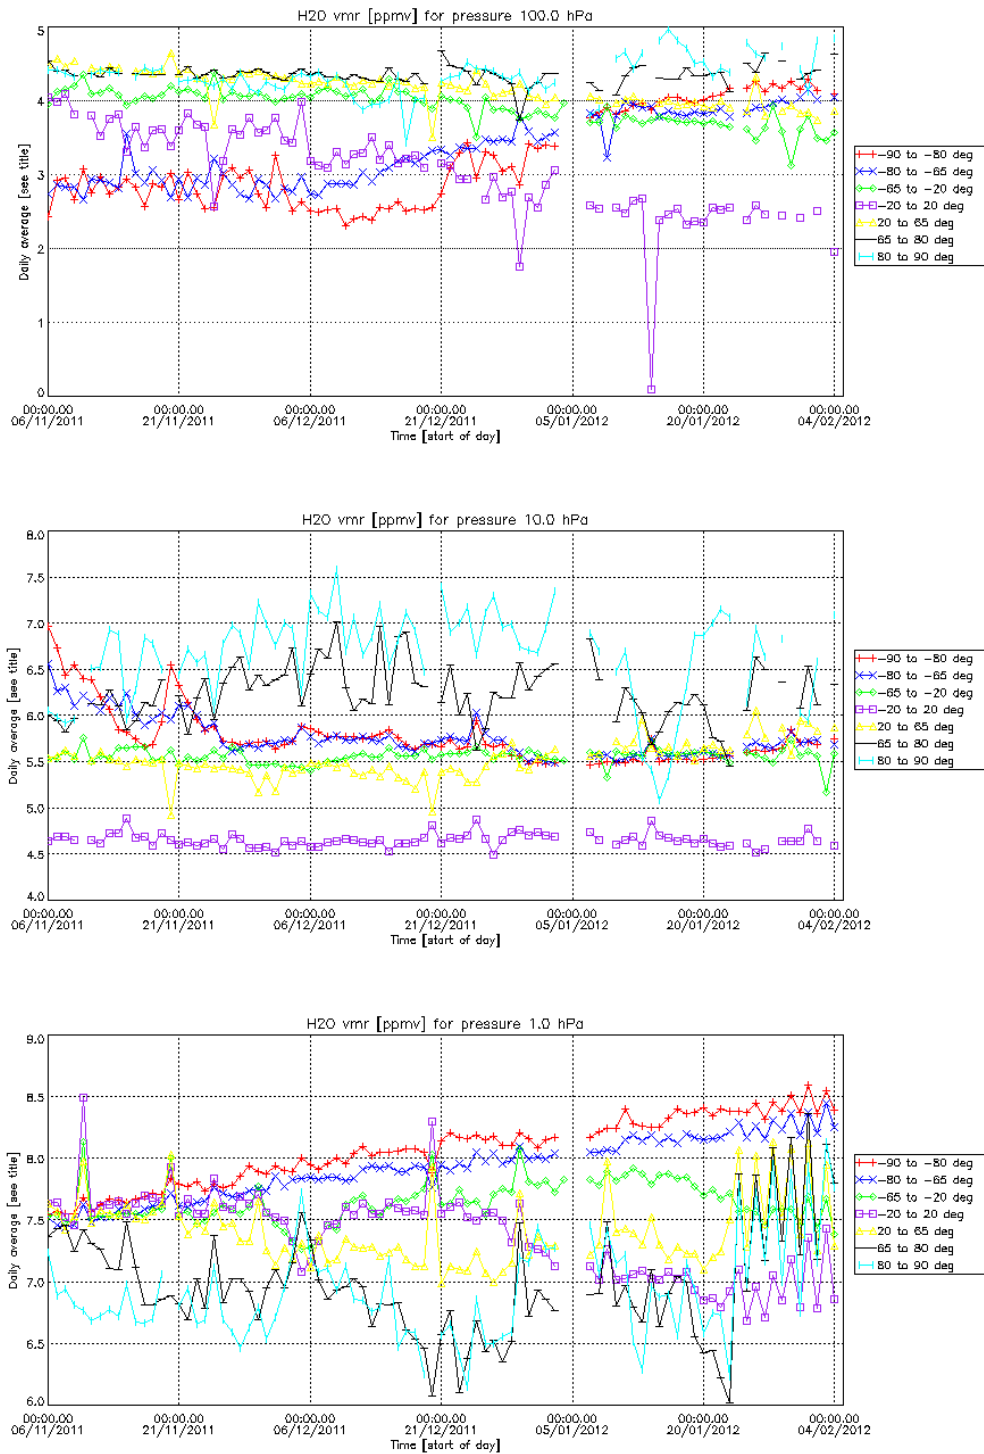 H2O vmr [ppmv] for pressure 100.0 hPa
5
4
3
2
1
0
Daily average [see title]
00:00:00 00:00:00 00:00:00 00:00:00 00:00:00 00:00:00 00:00:00
06/11/2011 21/11/2011 06/12/2011 21/12/2011 05/01/2012 20/01/2012 04/02/2012
Time [start of day]
-90 to -80 deg
-80 to -65 deg
-65 to -20 deg
-20 to 20 deg
20 to 65 deg
65 to 80 deg
80 to 90 deg
H2O vmr [ppmv] for pressure 10.0 hPa
8.0
7.5
7.0
6.5
6.0
5.5
5.0
4.5
4.0
Daily average [see title]
00:00:00 00:00:00 00:00:00 00:00:00 00:00:00 00:00:00 00:00:00
06/11/2011 21/11/2011 06/12/2011 21/12/2011 05/01/2012 20/01/2012 04/02/2012
Time [start of day]
-90 to -80 deg
-80 to -65 deg
-65 to -20 deg
-20 to 20 deg
20 to 65 deg
65 to 80 deg
80 to 90 deg
H2O vmr [ppmv] for pressure 1.0 hPa
9.0
8.5
8.0
7.5
7.0
6.5
6.0
Daily average [see title]
00:00:00 00:00:00 00:00:00 00:00:00 00:00:00 00:00:00 00:00:00
06/11/2011 21/11/2011 06/12/2011 21/12/2011 05/01/2012 20/01/2012 04/02/2012
Time [start of day]
-90 to -80 deg
-80 to -65 deg
-65 to -20 deg
-20 to 20 deg
20 to 65 deg
65 to 80 deg
80 to 90 deg